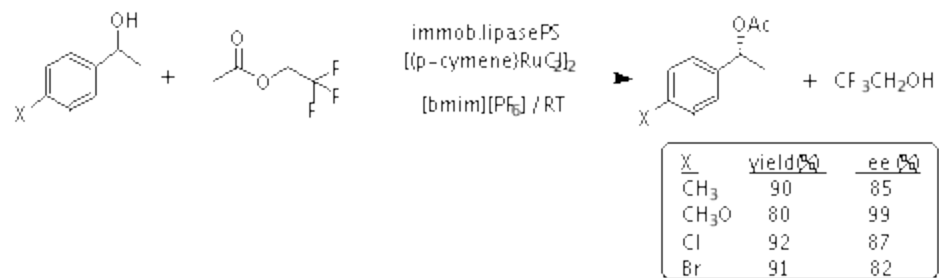 OH
X
+
O
O
F
F
F
immob.lipasePS
[(p-cymene)RuCl2]2
[bmim][PF6] / RT
OAc
X
+ CF3CH2OH
X yield(%) ee (%)
CH3 90 85
CH3O 80 99
Cl 92 87
Br 91 82